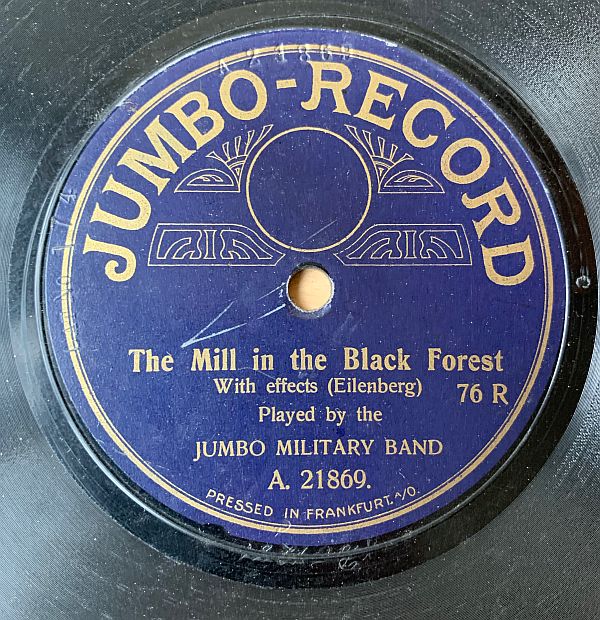 A21869
JUMBO-RECORD
The Mill in the Black Forest
With effects (Eilenberg)
76 R
Played by the
JUMBO MILITARY BAND
A. 21869.
PRESSED IN FRANKFURT. A/O.